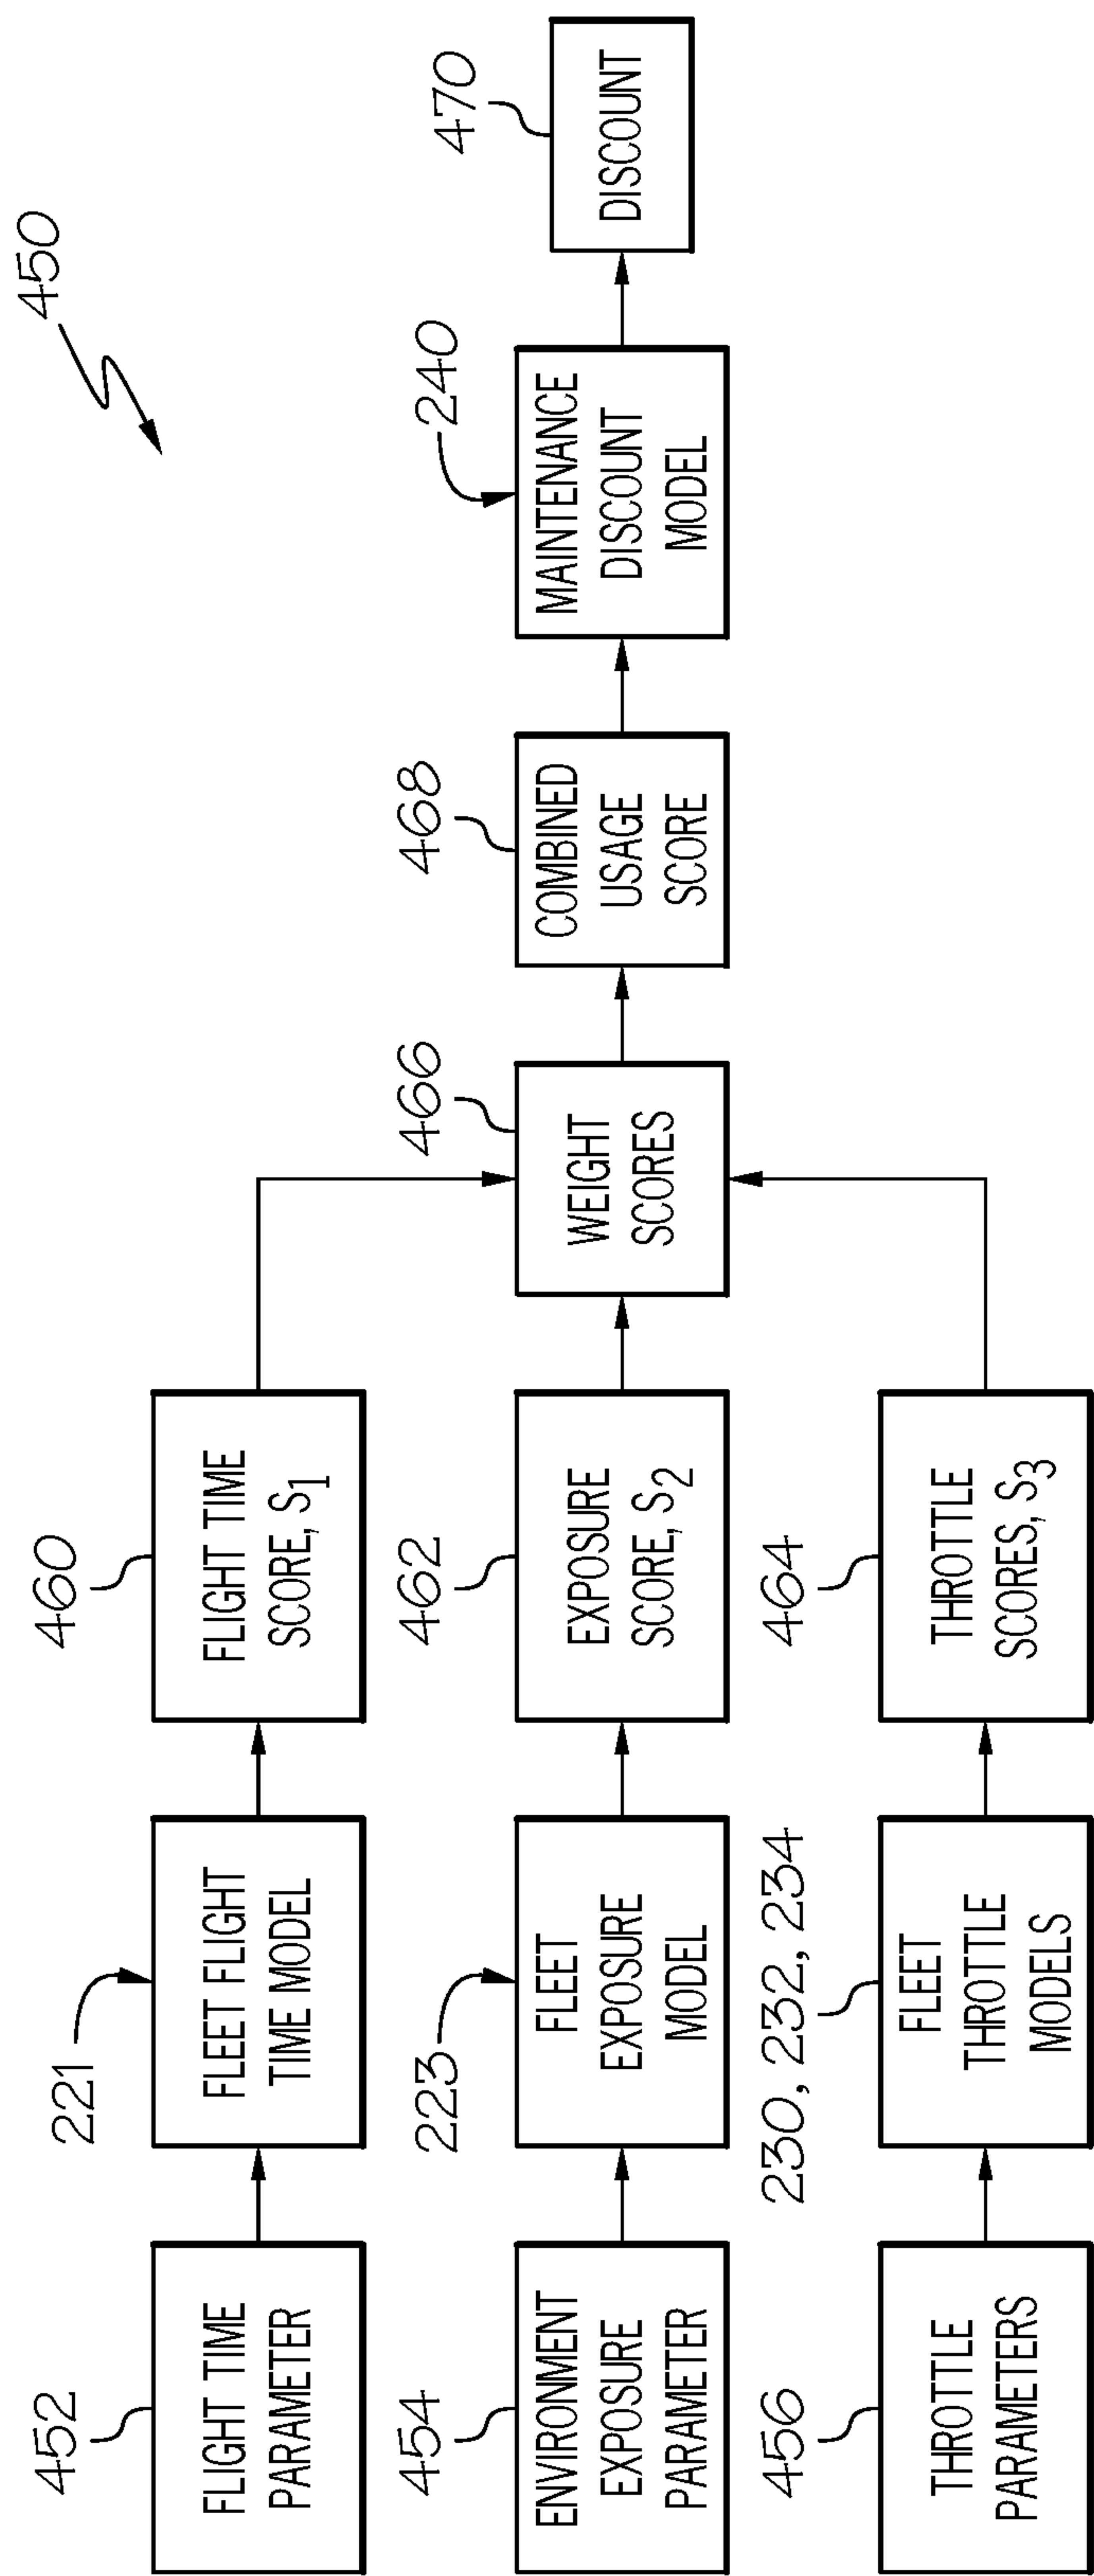 450
452
FLIGHT TIME
PARAMETER
221
FLEET FLIGHT
TIME MODEL
460
FLIGHT TIME
SCORE, S1
454
ENVIRONMENT
EXPOSURE
PARAMETER
223
FLEET
EXPOSURE
MODEL
462
EXPOSURE
SCORE, S2
466
WEIGHT
SCORES
468
COMBINED
USAGE
SCORE
240
MAINTENANCE
DISCOUNT
MODEL
470
DISCOUNT
456
THROTTLE
PARAMETERS
230, 232, 234
FLEET
THROTTLE
MODELS
464
THROTTLE
SCORES, S3